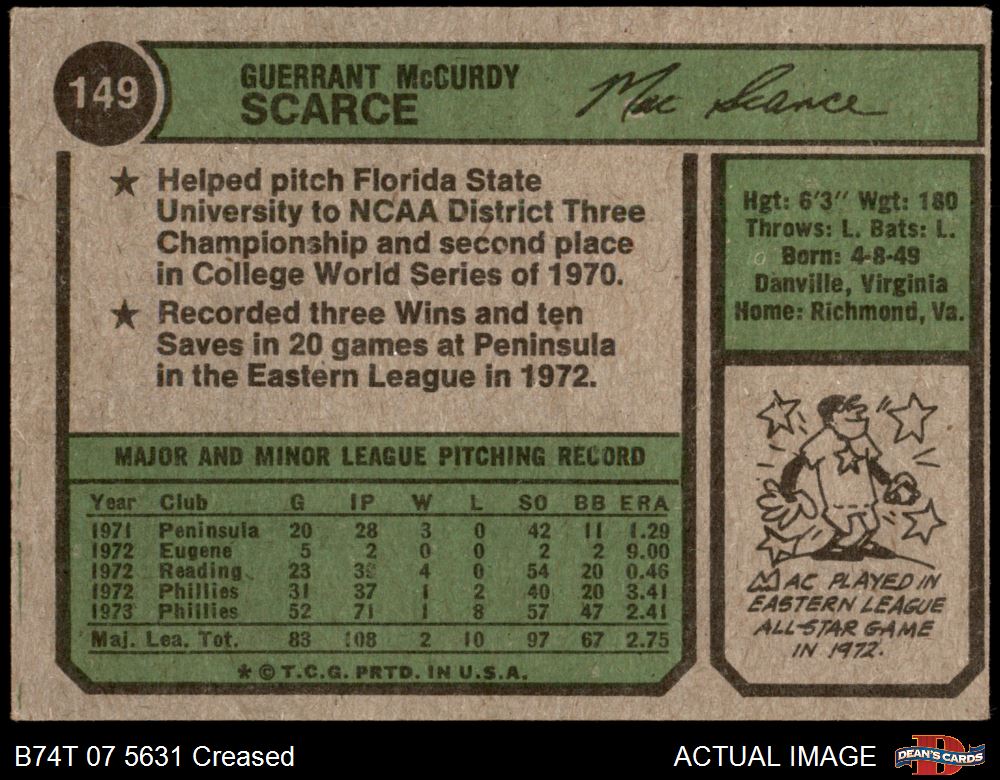 149
GUERRANT McCURDY
SCARCE
Mac Scarce
★ Helped pitch Florida State
University to NCAA District Three
Championship and second place
in College World Series of 1970.
★ Recorded three Wins and ten
Saves in 20 games at Peninsula
in the Eastern League in 1972.
Hgt: 6'3" Wgt: 180
Throws: L. Bats: L.
Born: 4-8-49
Danville, Virginia
Home: Richmond, Va.
MAJOR AND MINOR LEAGUE PITCHING RECORD
Year Club G IP W L SO BB ERA
1971 Peninsula 20 28 3 0 42 11 1.29
1972 Eugene 5 2 0 0 2 2 9.00
1972 Reading 23 4 0 54 20 0.46
1972 Phillies 31 37 1 2 40 20 3.41
1973 Phillies 52 71 1 8 57 47 2.41
Maj. Lea. Tot. 83 108 2 10 97 67 2.75
* © T.C.G. PRTD. IN U.S.A.
MAC PLAYED IN
EASTERN LEAGUE
ALL-STAR GAME
IN 1972.
B74T 07 5631 Creased
ACTUAL IMAGE
DEAN'S CARDS